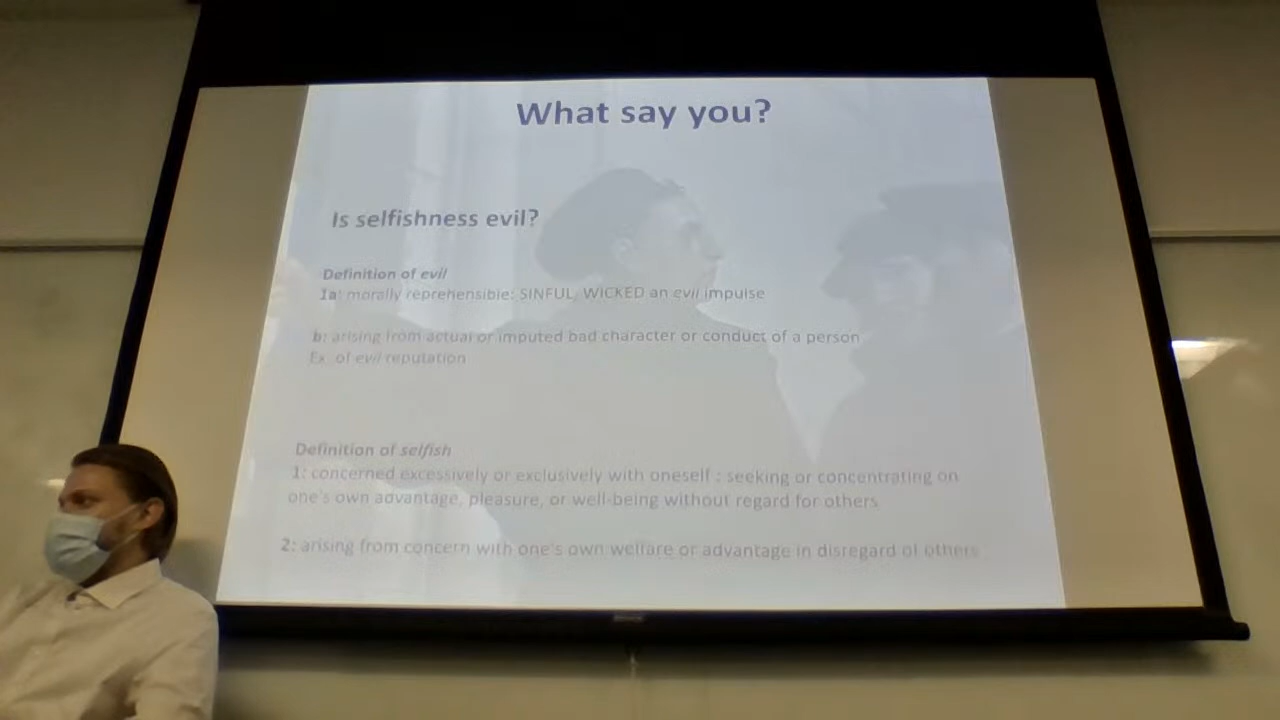 What say you?
Is selfishness evil?
Definition of evil
1a: morally reprehensible: SINFUL, WICKED an evil impulse
b: arising from actual or imputed bad character or conduct of a person
Ex. of evil reputation
Definition of selfish
1: concerned excessively or exclusively with oneself : seeking or concentrating on
one's own advantage, pleasure, or well-being without regard for others
2: arising from concern with one's own welfare or advantage in disregard of others